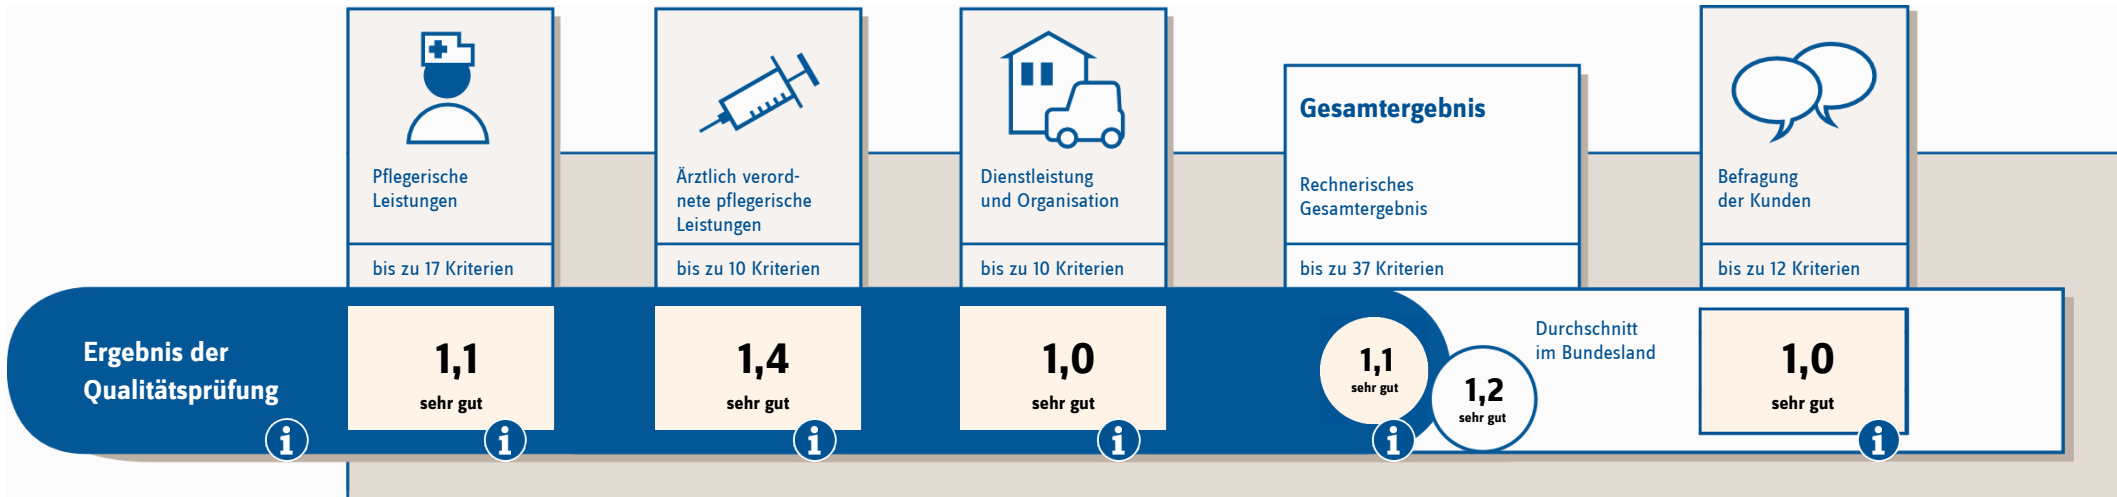 Pflegerische
Leistungen
bis zu 17 Kriterien
Ärztlich verord-
nete pflegerische
Leistungen
bis zu 10 Kriterien
Dienstleistung
und Organisation
bis zu 10 Kriterien
Gesamtergebnis
Rechnerisches
Gesamtergebnis
bis zu 37 Kriterien
Befragung
der Kunden
bis zu 12 Kriterien
Ergebnis der
Qualitätsprüfung
i
1,1
sehr gut
i
1,4
sehr gut
i
1,0
sehr gut
i
1,1
sehr gut
i
1,2
sehr gut
Durchschnitt
im Bundesland
1,0
sehr gut
i